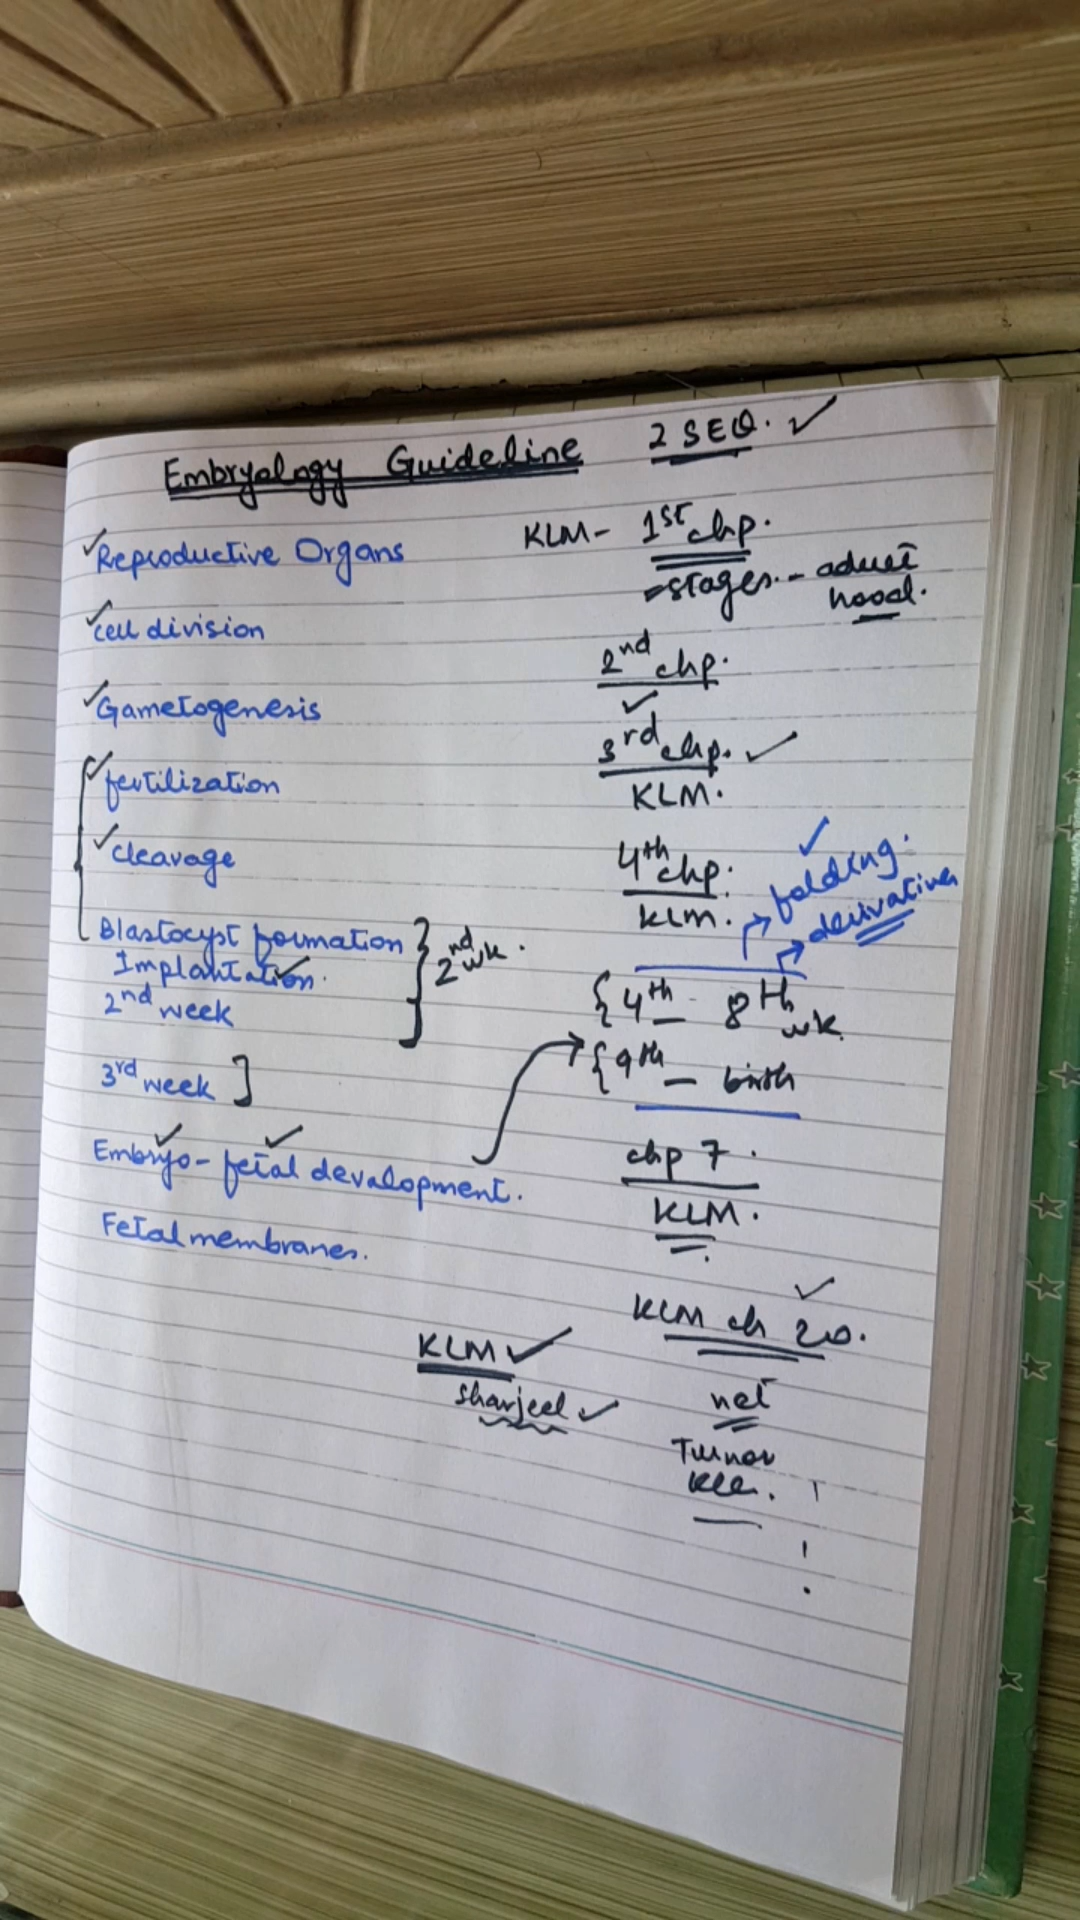 Embryology Guideline 2 SEQ.
Reproductive Organs KLM- 1st chp.
-stages.- adult hood.
cell division
2nd chp.
Gametogenesis
3rd chp.
KLM.
fertilization
cleavage
4th chp.
KLM.
folding.
derivatives
Blastocyst formation
Implantation.
2nd week
2nd wk.
4th - 8th wk.
9th - birth
3rd week
Embryo-fetal devalopment.
chp 7.
KLM.
Fetal membranes.
KLM ch 20.
KLM
sharjeel
net
Turner